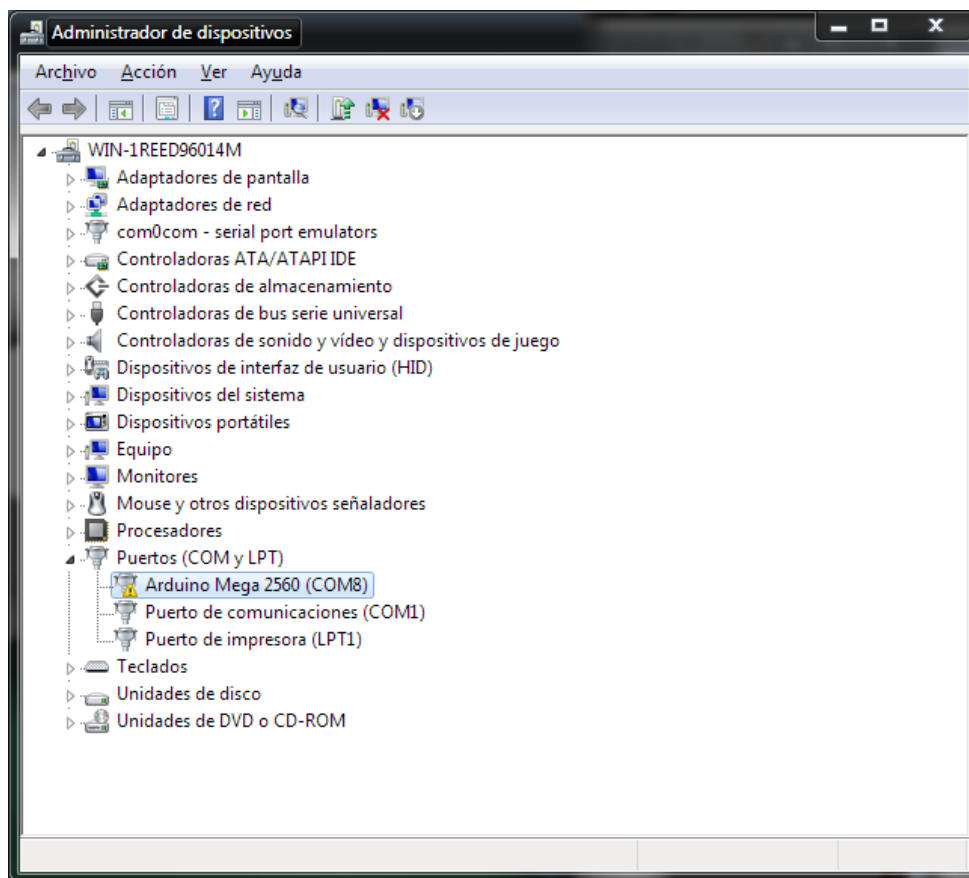 Administrador de dispositivos
Archivo Acción Ver Ayuda
WIN-1REED96014M
Adaptadores de pantalla
Adaptadores de red
com0com - serial port emulators
Controladoras ATA/ATAPI IDE
Controladoras de almacenamiento
Controladoras de bus serie universal
Controladoras de sonido y vídeo y dispositivos de juego
Dispositivos de interfaz de usuario (HID)
Dispositivos del sistema
Dispositivos portátiles
Equipo
Monitores
Mouse y otros dispositivos señaladores
Procesadores
Puertos (COM y LPT)
Arduino Mega 2560 (COM8)
Puerto de comunicaciones (COM1)
Puerto de impresora (LPT1)
Teclados
Unidades de disco
Unidades de DVD o CD-ROM